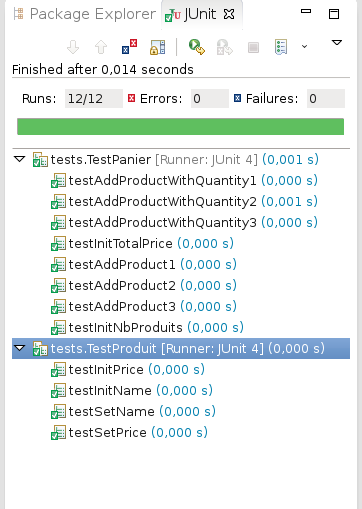 Package Explorer JUnit
Finished after 0,014 seconds
Runs: 12/12 Errors: 0 Failures: 0
tests.TestPanier [Runner: JUnit 4] (0,001 s)
testAddProductWithQuantity1 (0,000 s)
testAddProductWithQuantity2 (0,001 s)
testAddProductWithQuantity3 (0,000 s)
testInitTotalPrice (0,000 s)
testAddProduct1 (0,000 s)
testAddProduct2 (0,000 s)
testAddProduct3 (0,000 s)
testInitNbProduits (0,000 s)
tests.TestProduit [Runner: JUnit 4] (0,000 s)
testInitPrice (0,000 s)
testInitName (0,000 s)
testSetName (0,000 s)
testSetPrice (0,000 s)